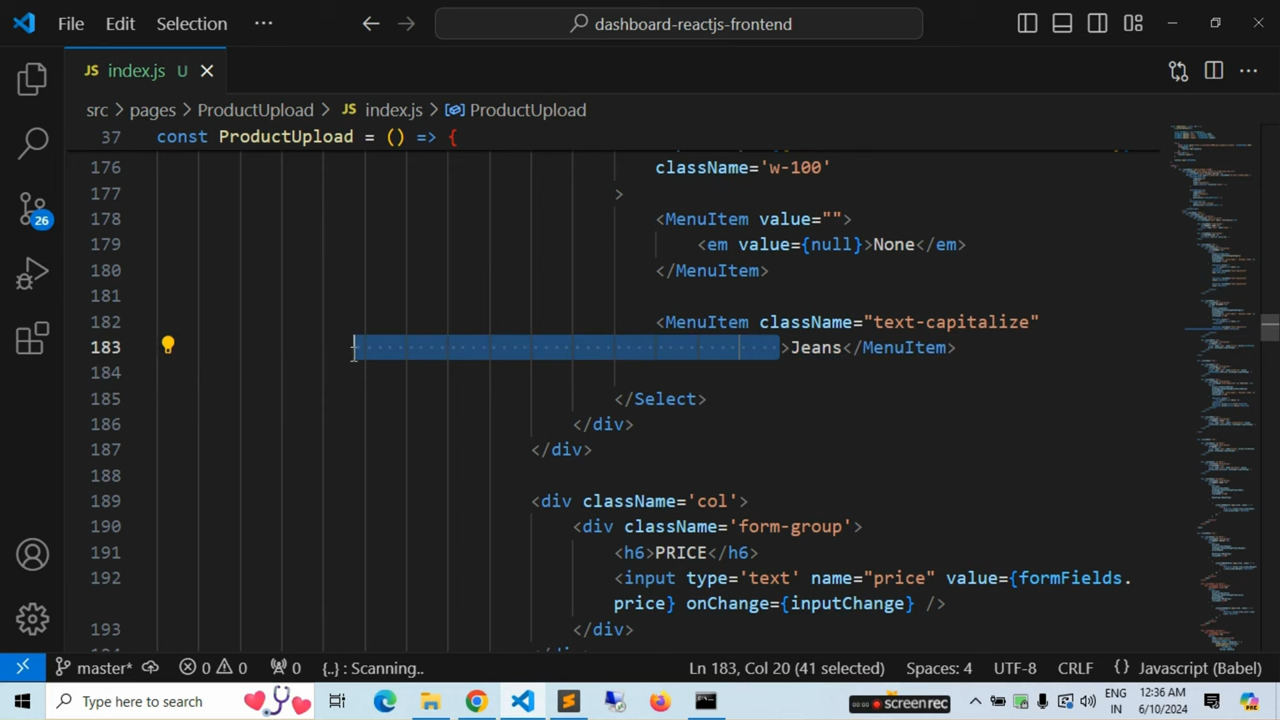 File Edit Selection ··· dashboard-reactjs-frontend
JS index.js U
src > pages > ProductUpload > JS index.js > ProductUpload
37 const ProductUpload = () => {
176 className='w-100'
177 >
178 <MenuItem value="">
179 <em value={null}>None</em>
180 </MenuItem>
181
182 <MenuItem className="text-capitalize"
183 >Jeans</MenuItem>
184
185 </Select>
186 </div>
187 </div>
188
189 <div className='col'>
190 <div className='form-group'>
191 <h6>PRICE</h6>
192 <input type='text' name="price" value={formFields.
price} onChange={inputChange} />
193 </div>
26
master* 0 0 0 {..} : Scanning.. Ln 183, Col 20 (41 selected) Spaces: 4 UTF-8 CRLF {} Javascript (Babel)
Type here to search screen rec ENG IN 12:36 AM 6/10/2024